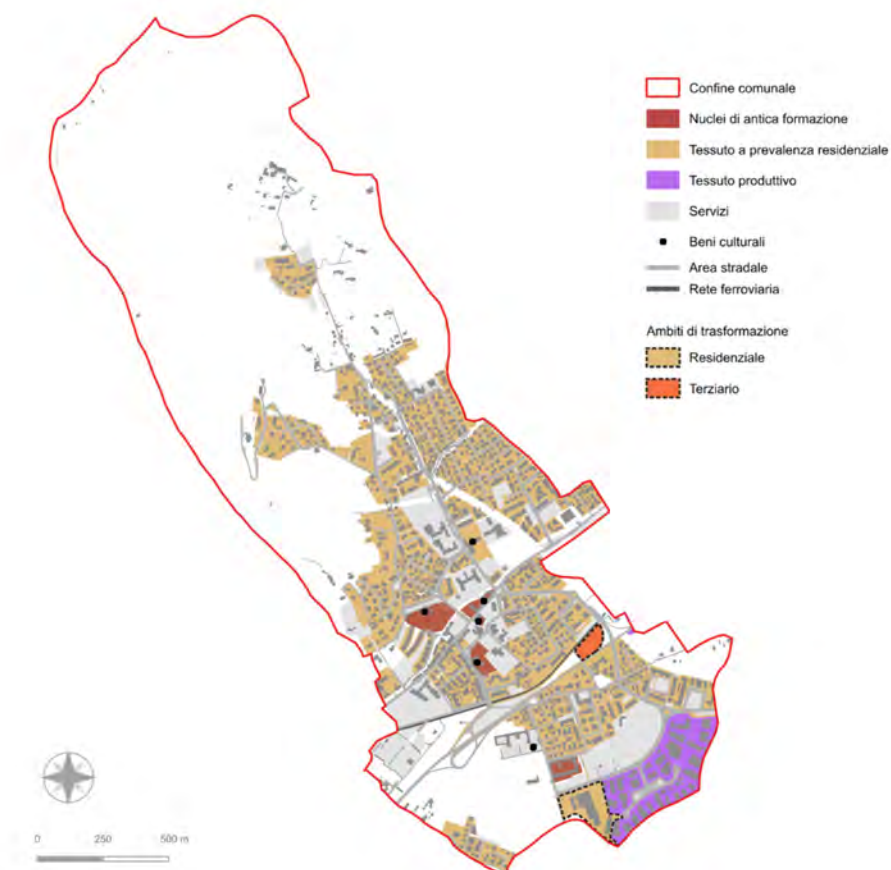 Confine comunale
Nuclei di antica formazione
Tessuto a prevalenza residenziale
Tessuto produttivo
Servizi
Beni culturali
Area stradale
Rete ferroviaria
Ambiti di trasformazione
Residenziale
Terziario
0 250 500 m